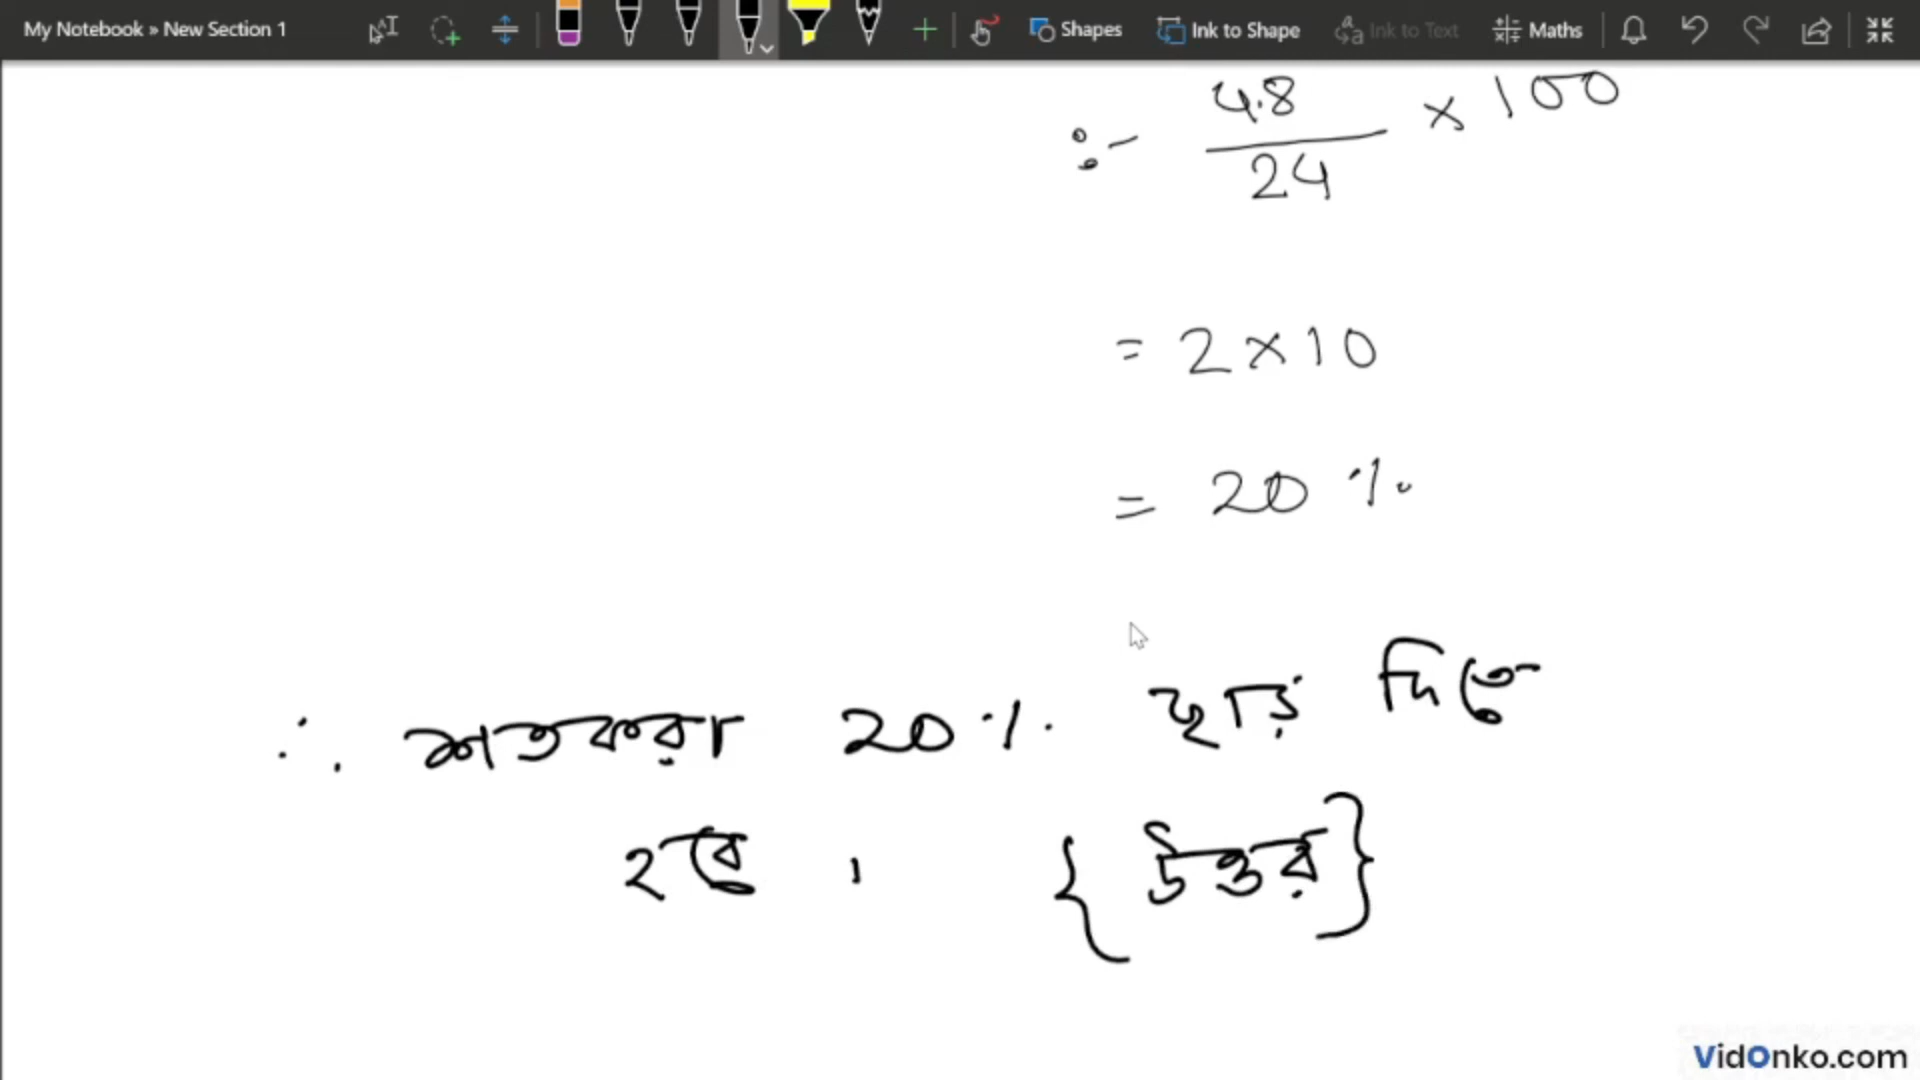 My Notebook » New Section 1
Shapes
Ink to Shape
Ink to Text
Maths
:- 4.8/24 × 100
= 2 × 10
= 20 %
∴ শতকরা 20 % ছাড় দিতে
হবে । { উত্তর }
VidOnko.com